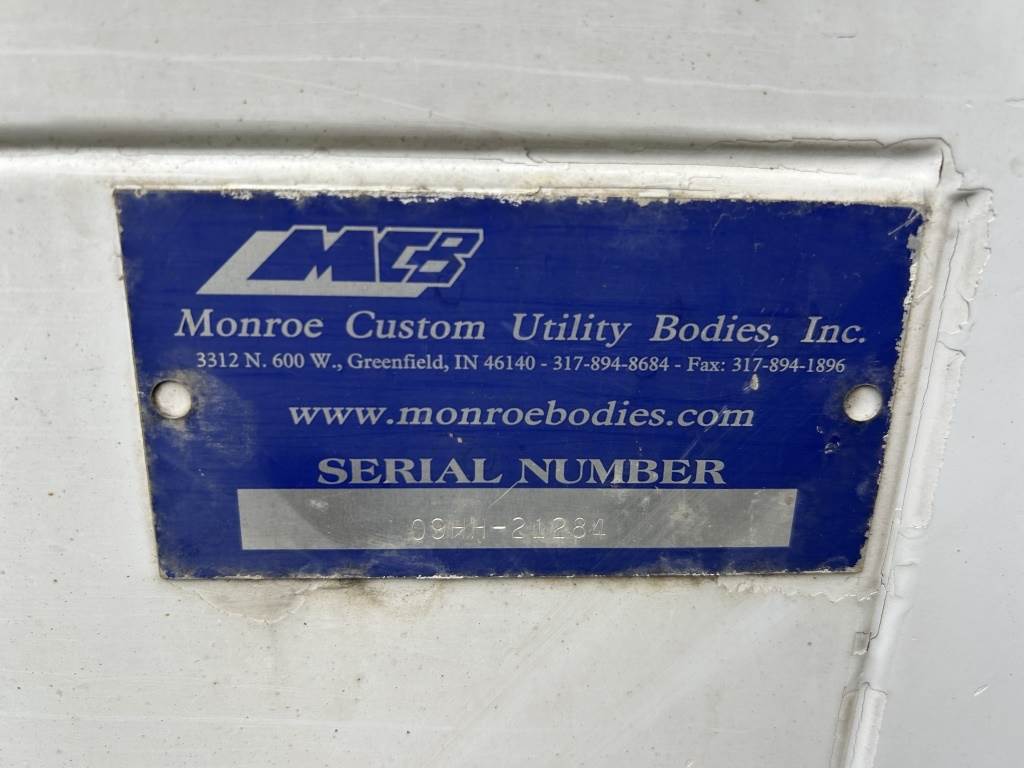 MCB
Monroe Custom Utility Bodies, Inc.
3312 N. 600 W., Greenfield, IN 46140 - 317-894-8684 - Fax: 317-894-1896
www.monroebodies.com
SERIAL NUMBER
09HH-21284